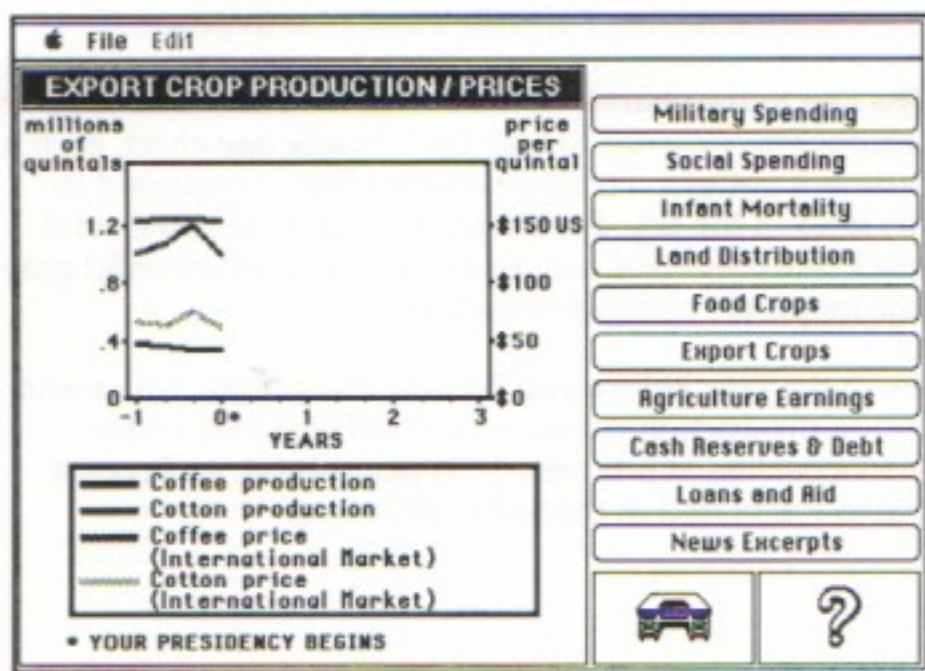 File Edit
EXPORT CROP PRODUCTION / PRICES
millions
of
quintals
price
per
quintal
1.2
.8
.4
0
$150 US
$100
$50
$0
-1 0* 1 2 3
YEARS
Coffee production
Cotton production
Coffee price
(International Market)
Cotton price
(International Market)
* YOUR PRESIDENCY BEGINS
Military Spending
Social Spending
Infant Mortality
Land Distribution
Food Crops
Export Crops
Agriculture Earnings
Cash Reserves & Debt
Loans and Aid
News Excerpts
?